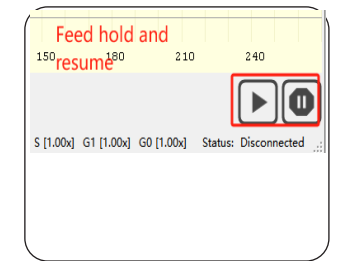 Feed hold and
resume
150 180 210 240
S [1.00x] G1 [1.00x] G0 [1.00x] Status: Disconnected